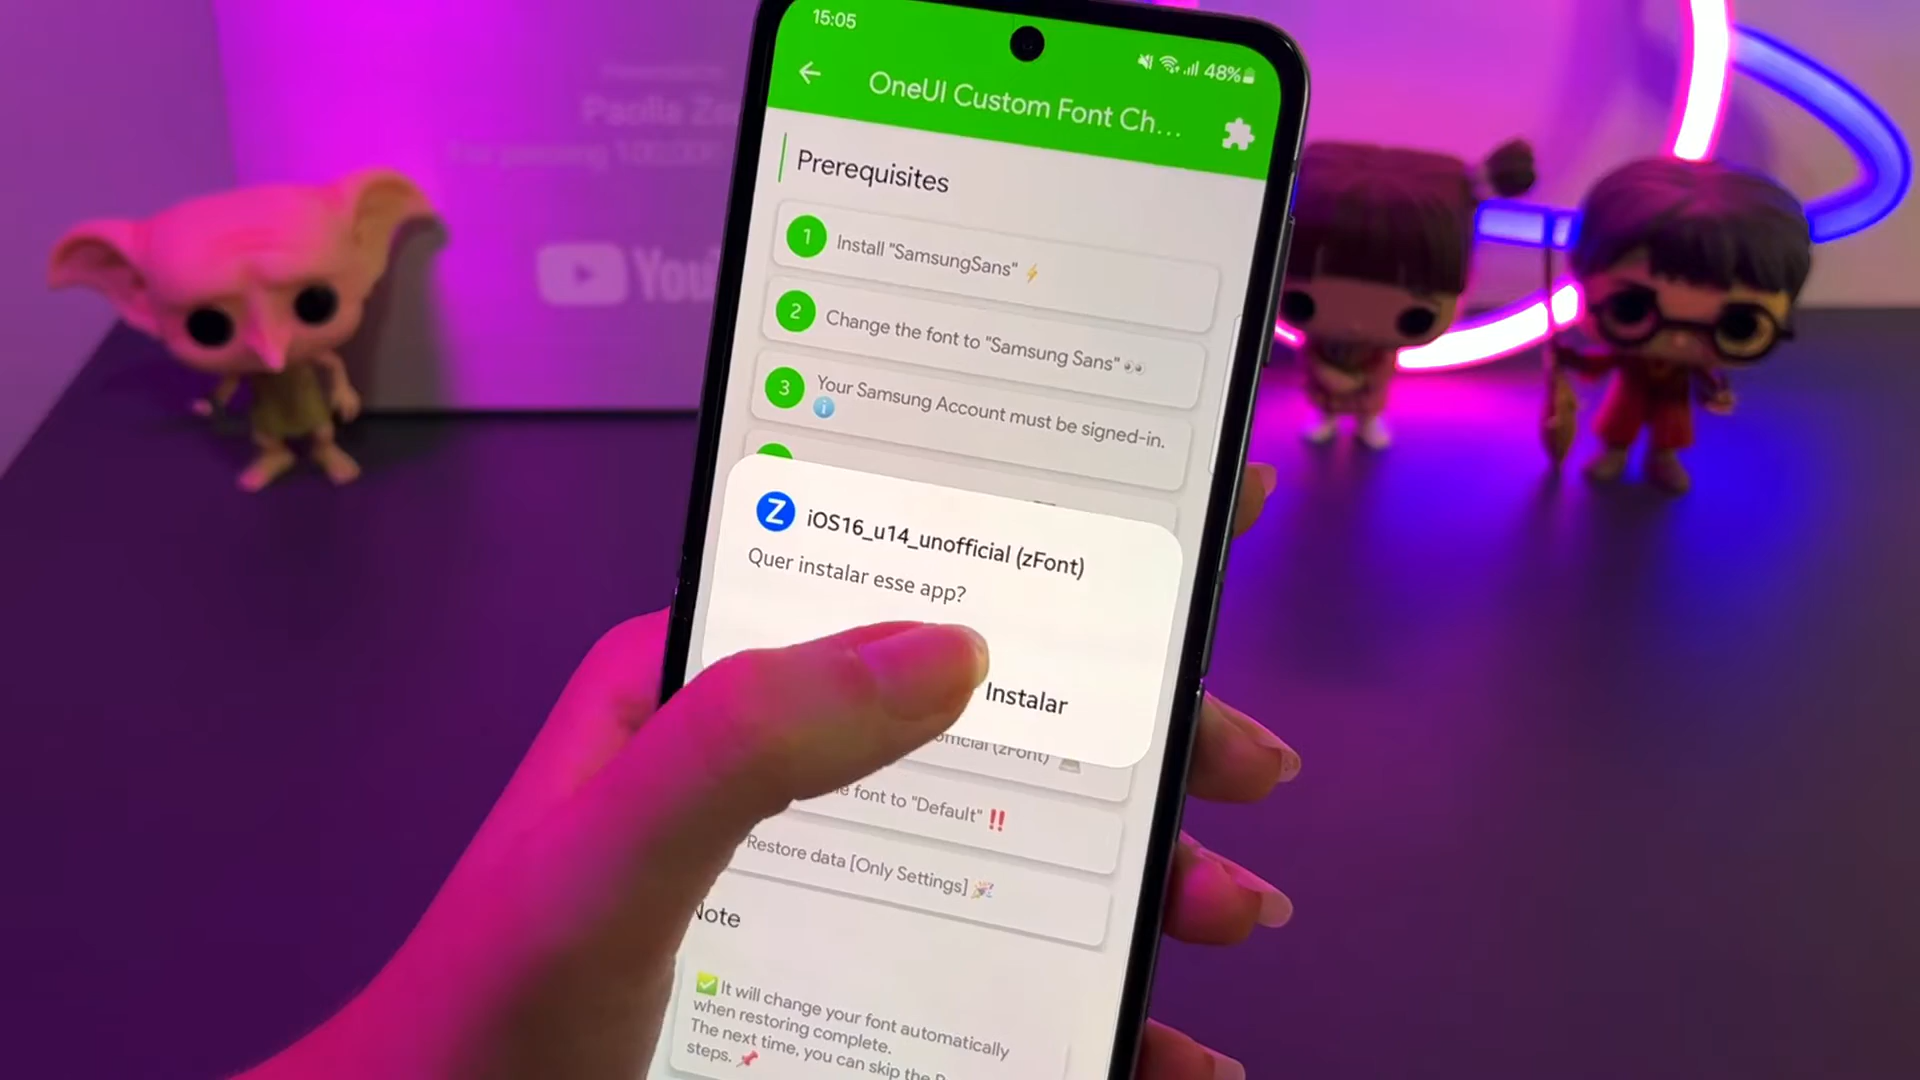 15:05
48%
OneUI Custom Font Ch...
Prerequisites
1 Install "SamsungSans" ⚡
2 Change the font to "Samsung Sans" 👀
3 Your Samsung Account must be signed-in.
ℹ️
Z iOS16_u14_unofficial (zFont)
Quer instalar esse app?
Instalar
(zFont)
font to "Default" ‼️
Restore data [Only Settings] 🎉
Note
✅ It will change your font automatically
when restoring complete.
The next time, you can skip the
steps. 📌